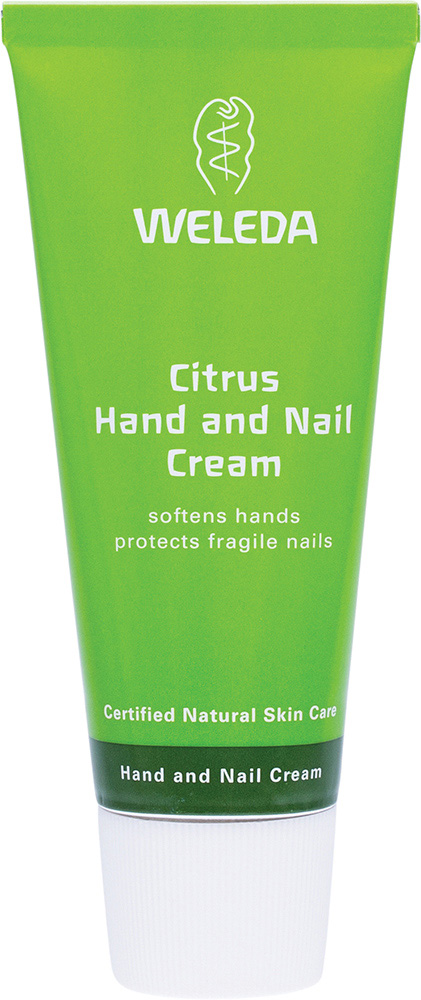 WELEDA
Citrus
Hand and Nail
Cream
softens hands
protects fragile nails
Certified Natural Skin Care
Hand and Nail Cream